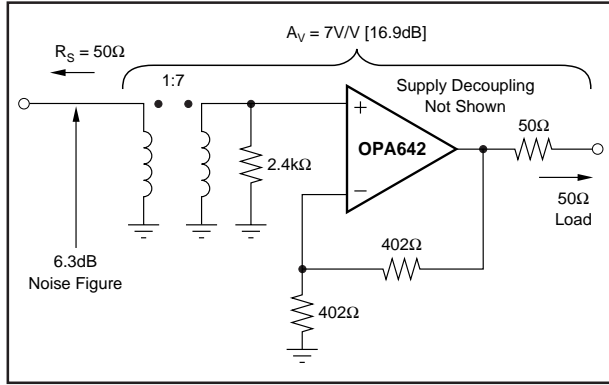 A_V = 7V/V [16.9dB]
R_S = 50Ω
1:7
Supply Decoupling
Not Shown
+
OPA642
−
50Ω
2.4kΩ
50Ω
Load
6.3dB
Noise Figure
402Ω
402Ω